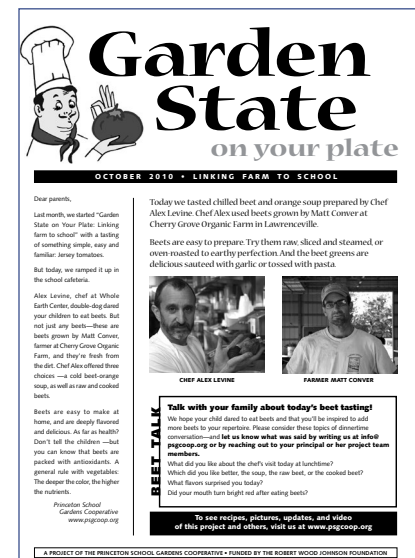 Garden
State
on your plate
OCTOBER 2010 • LINKING FARM TO SCHOOL
Dear parents,
Last month, we started “Garden
State on Your Plate: Linking
farm to school” with a tasting
of something simple, easy and
familiar: Jersey tomatoes.
But today, we ramped it up in
the school cafeteria.
Alex Levine, chef at Whole
Earth Center, double-dog dared
your children to eat beets. But
not just any beets—these are
beets grown by Matt Conver,
farmer at Cherry Grove Organic
Farm, and they’re fresh from
the dirt. Chef Alex offered three
choices —a cold beet-orange
soup, as well as raw and cooked
beets.
Beets are easy to make at
home, and are deeply flavored
and delicious. As far as health?
Don’t tell the children —but
you can know that beets are
packed with antioxidants. A
general rule with vegetables:
The deeper the color, the higher
the nutrients.
Princeton School
Gardens Cooperative
www.psgcoop.org
Today we tasted chilled beet and orange soup prepared by Chef
Alex Levine. Chef Alex used beets grown by Matt Conver at
Cherry Grove Organic Farm in Lawrenceville.
Beets are easy to prepare. Try them raw, sliced and steamed, or
oven-roasted to earthy perfection. And the beet greens are
delicious sauteed with garlic or tossed with pasta.
CHEF ALEX LEVINE
FARMER MATT CONVER
BEET TALK
Talk with your family about today’s beet tasting!
We hope your child dared to eat beets and that you’ll be inspired to add
more beets to your repertoire. Please consider these topics of dinnertime
conversation—and let us know what was said by writing us at info@
psgcoop.org or by reaching out to your principal or her project team
members.
What did you like about the chef’s visit today at lunchtime?
Which did you like better, the soup, the raw beet, or the cooked beet?
What flavors surprised you today?
Did your mouth turn bright red after eating beets?
To see recipes, pictures, updates, and video
of this project and others, visit us at www.psgcoop.org
A PROJECT OF THE PRINCETON SCHOOL GARDENS COOPERATIVE • FUNDED BY THE ROBERT WOOD JOHNSON FOUNDATION